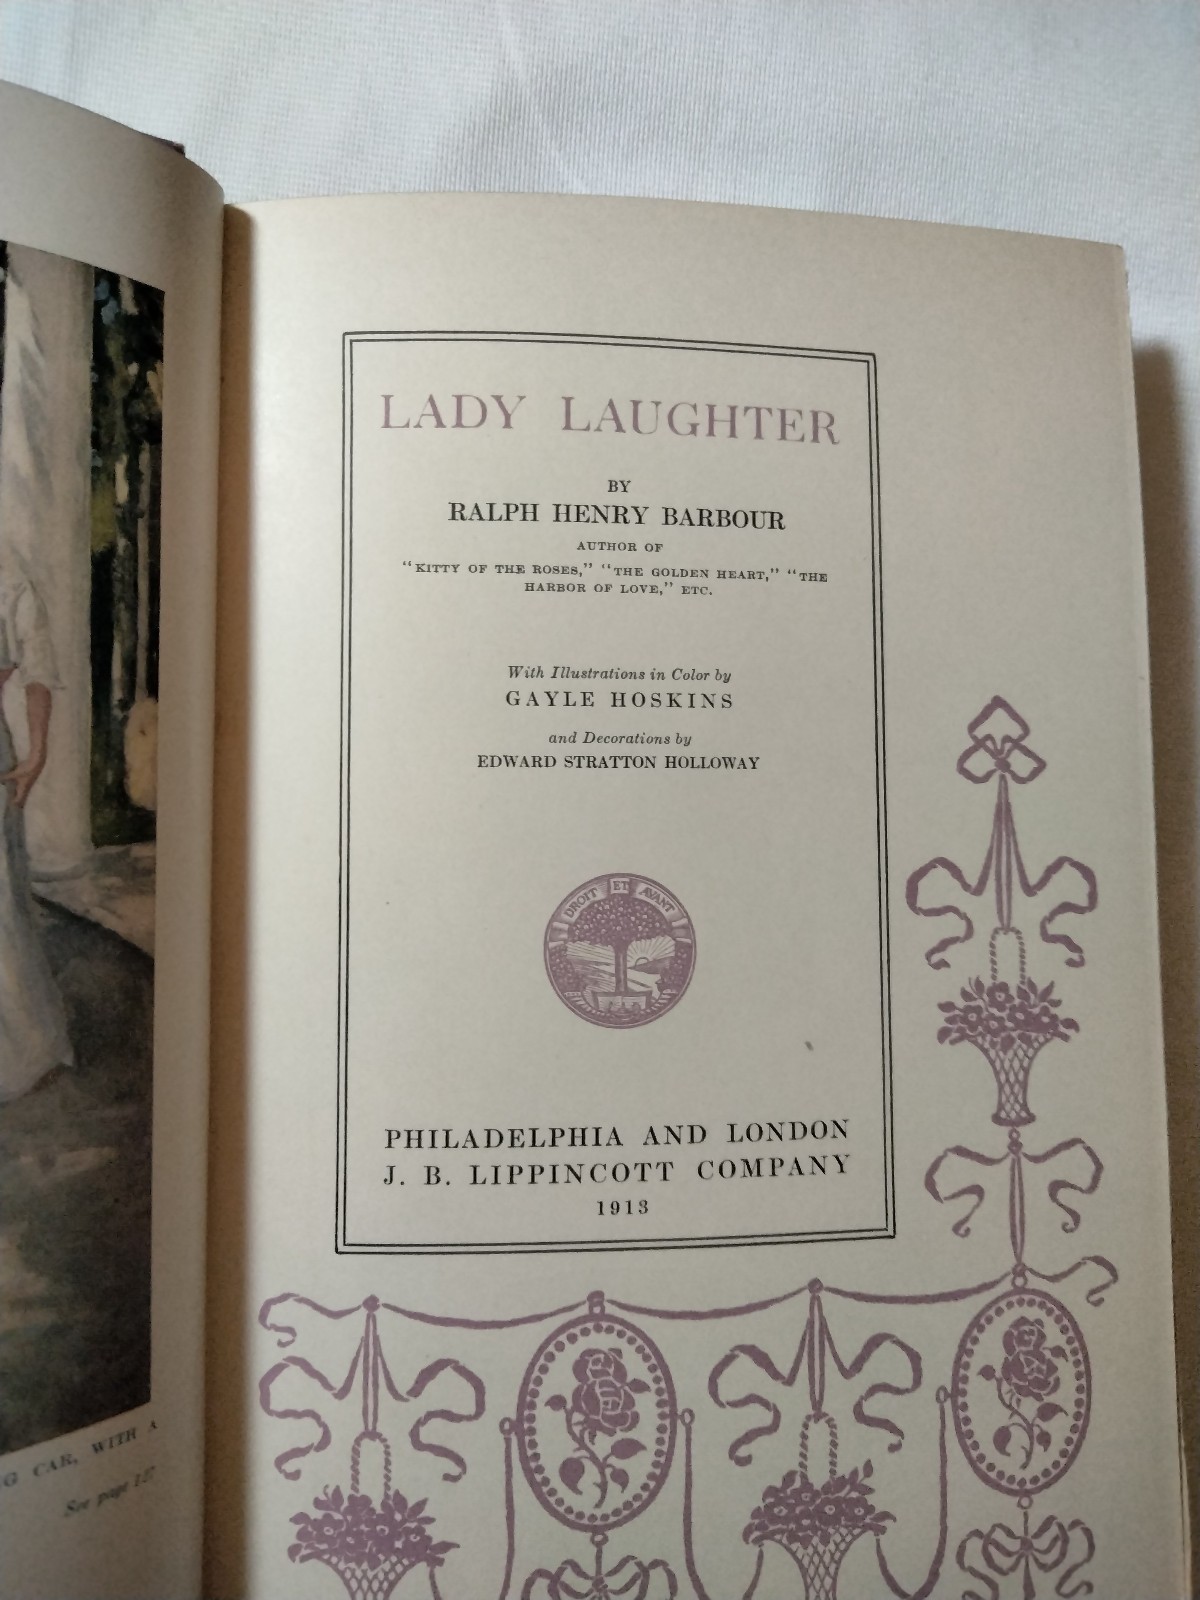 LADY LAUGHTER
BY
RALPH HENRY BARBOUR
AUTHOR OF
"KITTY OF THE ROSES," "THE GOLDEN HEART," "THE
HARBOR OF LOVE," ETC.
With Illustrations in Color by
GAYLE HOSKINS
and Decorations by
EDWARD STRATTON HOLLOWAY
DROIT ET AVANT
PHILADELPHIA AND LONDON
J. B. LIPPINCOTT COMPANY
1913
G CAR, WITH A
See page